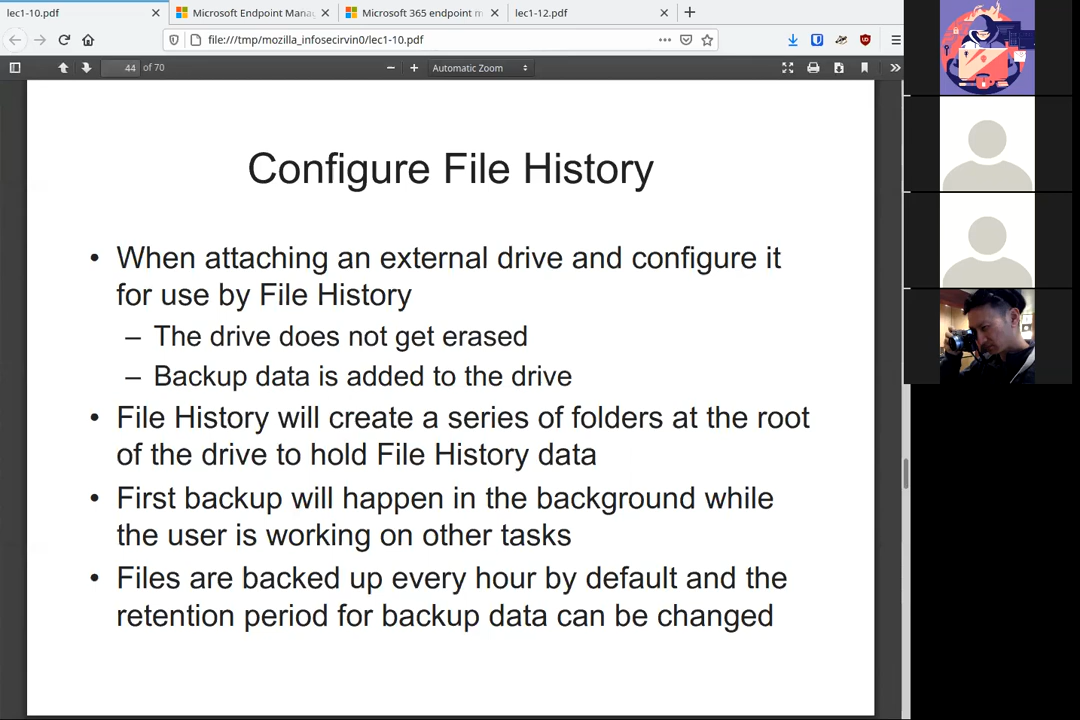 lec1-10.pdf
Microsoft Endpoint Mana
Microsoft 365 endpoint m
lec1-12.pdf
file:///tmp/mozilla_infosecirvin0/lec1-10.pdf
44 of 70
Automatic Zoom
Configure File History
• When attaching an external drive and configure it
for use by File History
– The drive does not get erased
– Backup data is added to the drive
• File History will create a series of folders at the root
of the drive to hold File History data
• First backup will happen in the background while
the user is working on other tasks
• Files are backed up every hour by default and the
retention period for backup data can be changed